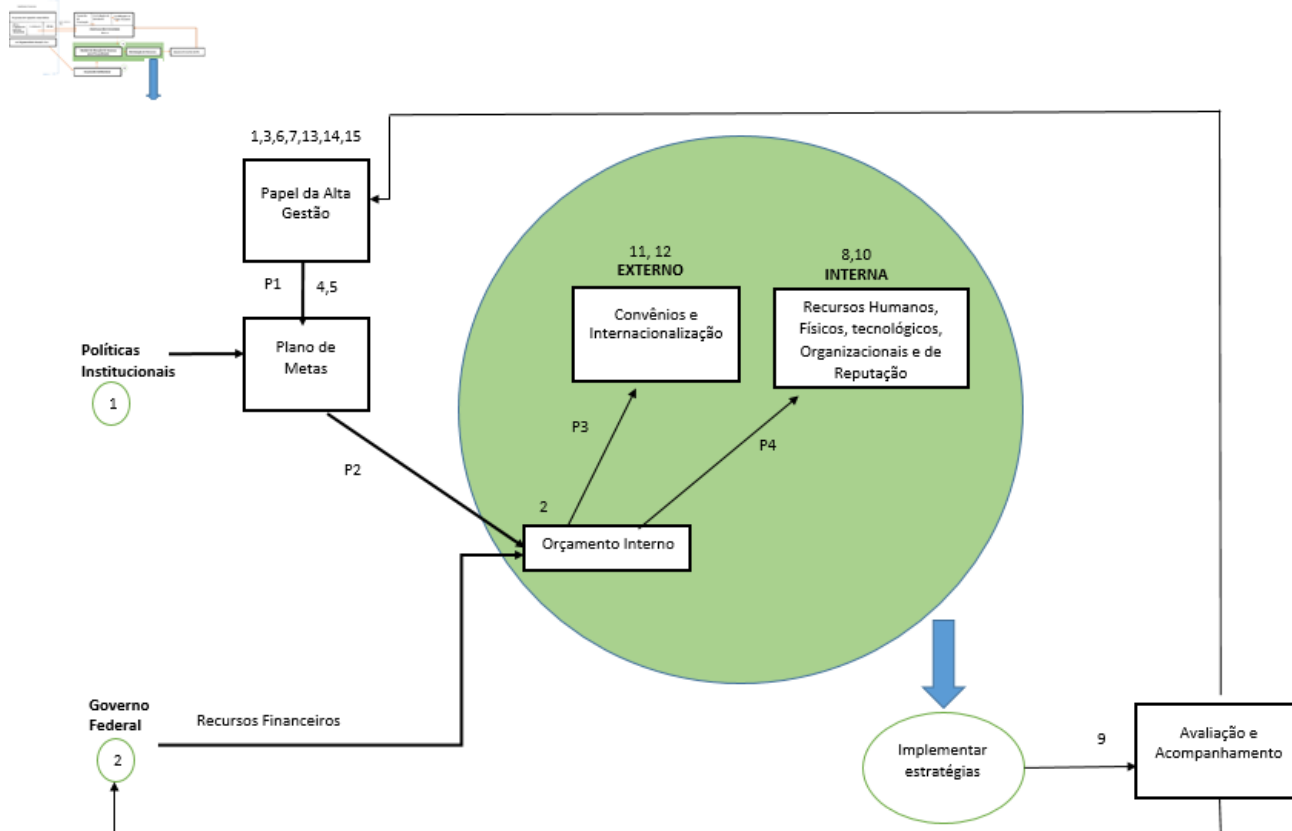 1,3,6,7,13,14,15
Papel da Alta
Gestão
P1
4,5
Políticas
Institucionais
1
Plano de
Metas
P2
11, 12
EXTERNO
Convênios e
Internacionalização
8,10
INTERNA
Recursos Humanos,
Físicos, tecnológicos,
Organizacionais e de
Reputação
P3
P4
2
Orçamento Interno
Governo
Federal
2
Recursos Financeiros
Implementar
estratégias
9
Avaliação e
Acompanhamento